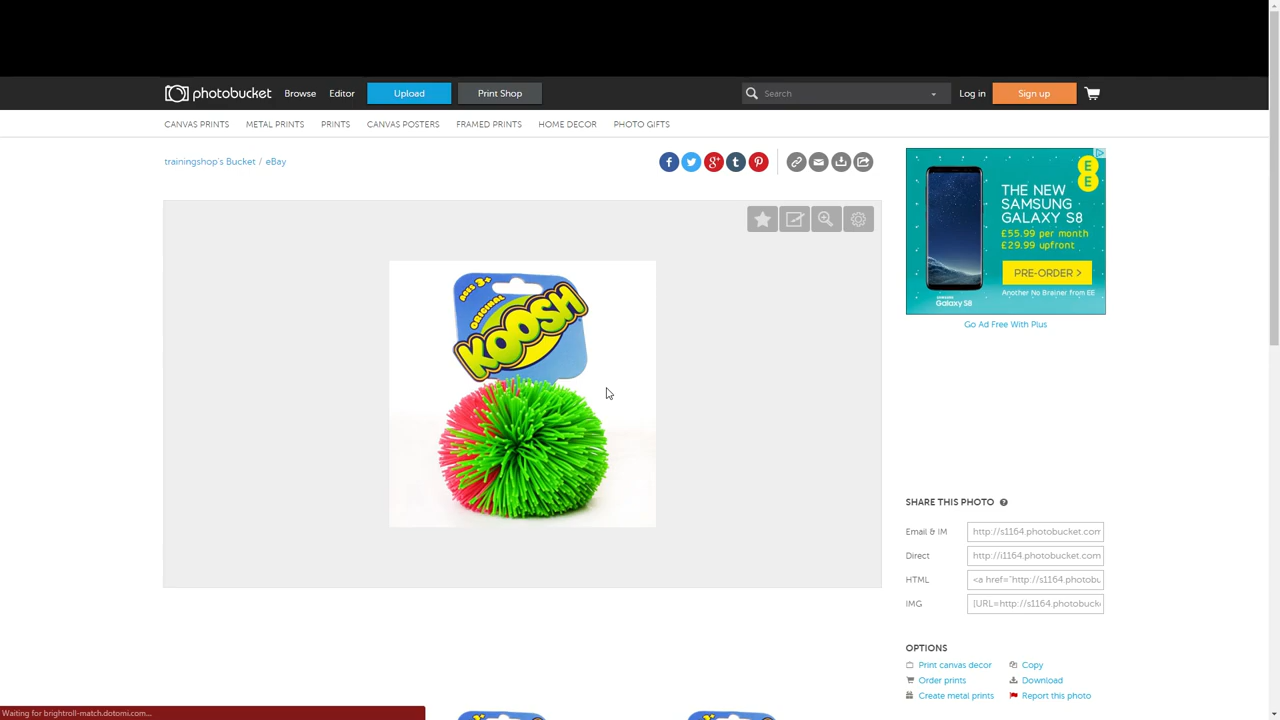 photobucket Browse Editor Upload Print Shop Search Log in Sign up
CANVAS PRINTS METAL PRINTS PRINTS CANVAS POSTERS FRAMED PRINTS HOME DECOR PHOTO GIFTS
trainingshop's Bucket / eBay
AGES 3+
ORIGINAL
KOOSH
EE
THE NEW
SAMSUNG
GALAXY S8
£55.99 per month
£29.99 upfront
PRE-ORDER >
Another No Brainer from EE
SAMSUNG
Galaxy S8
Go Ad Free With Plus
SHARE THIS PHOTO
Email & IM http://s1164.photobucket.com
Direct http://i1164.photobucket.com
HTML <a href="http://s1164.photobu
IMG [URL=http://s1164.photobucke
OPTIONS
Print canvas decor Copy
Order prints Download
Create metal prints Report this photo
Waiting for brightroll-match.dotomi.com...